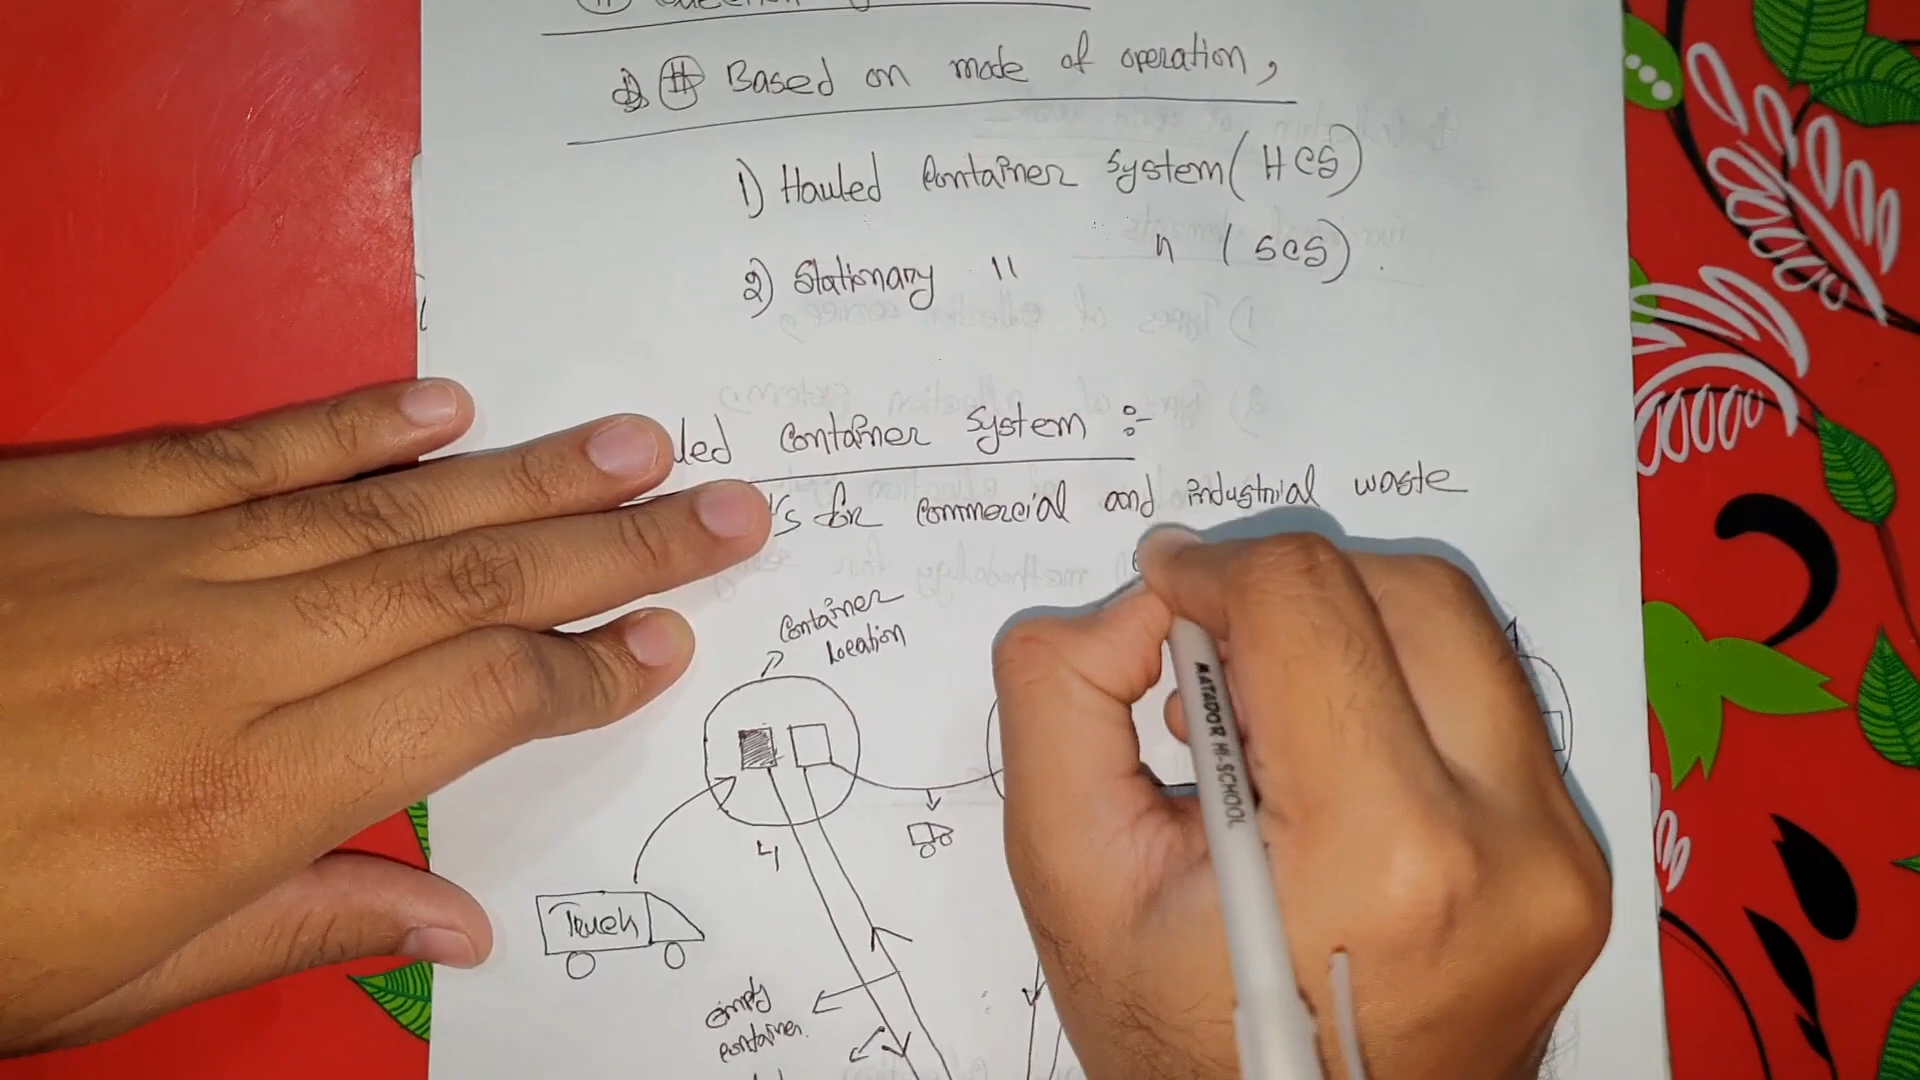 Based on mode of operation,
1) Hauled Container System (HCS)
2) Stationary " " (SCS).
led Container System :-
's for commercial and industrial waste
Container
Location
Truck
4
empty
container.
MATADOR HI-SCHOOL